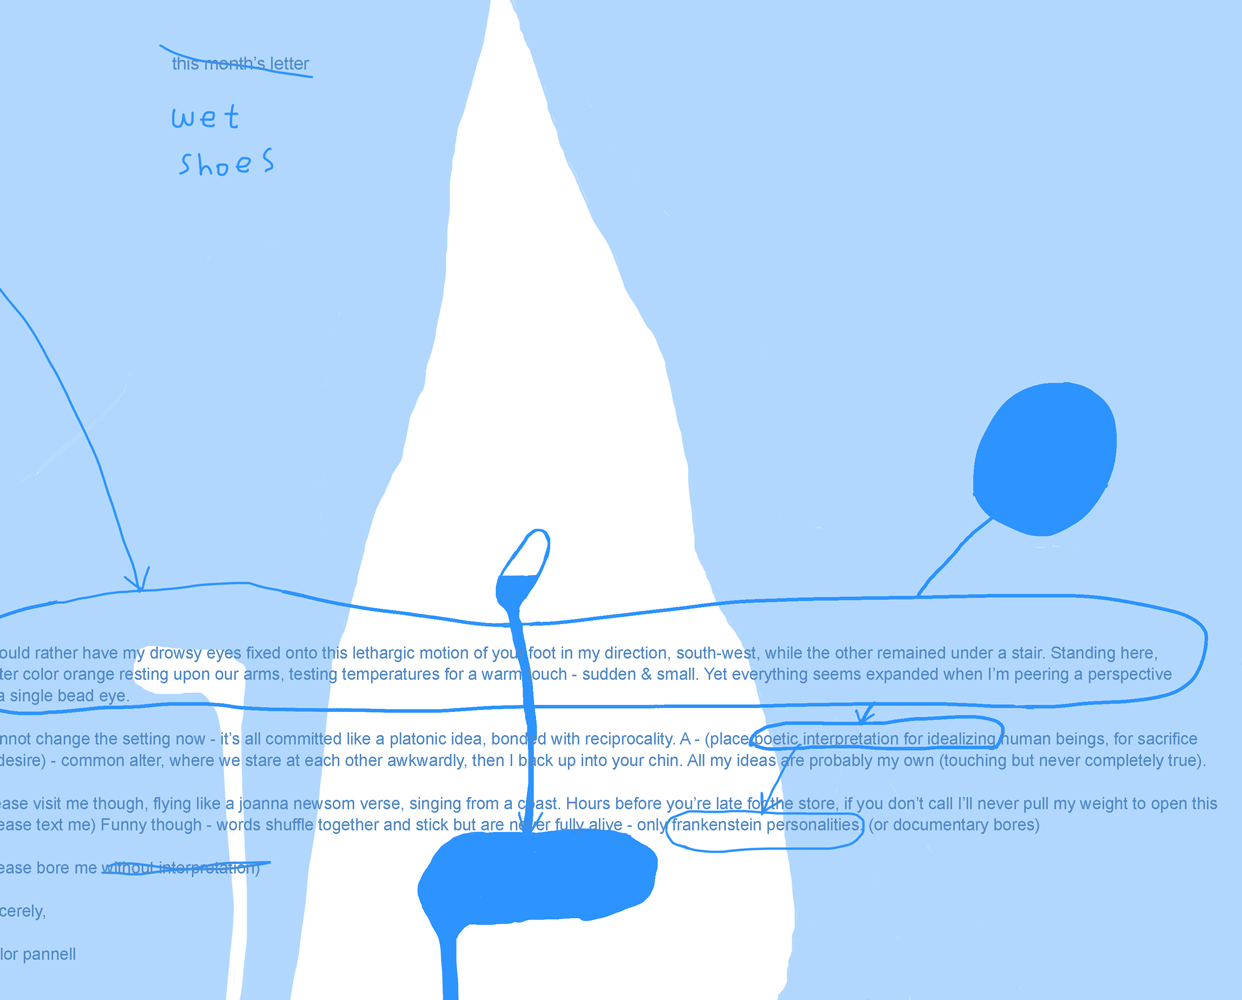 this month's letter
wet
shoes
ould rather have my drowsy eyes fixed onto this lethargic motion of your foot in my direction, south-west, while the other remained under a stair. Standing here,
ter color orange resting upon our arms, testing temperatures for a warm touch - sudden & small. Yet everything seems expanded when I'm peering a perspective
a single bead eye.
nnot change the setting now - it's all committed like a platonic idea, bonded with reciprocality. A - (place poetic interpretation for idealizing human beings, for sacrifice
desire) - common alter, where we stare at each other awkwardly, then I back up into your chin. All my ideas are probably my own (touching but never completely true).
ease visit me though, flying like a joanna newsom verse, singing from a coast. Hours before you're late for the store, if you don't call I'll never pull my weight to open this
ease text me) Funny though - words shuffle together and stick but are never fully alive - only frankenstein personalities. (or documentary bores)
ease bore me without interpretation)
cerely,
lor pannell